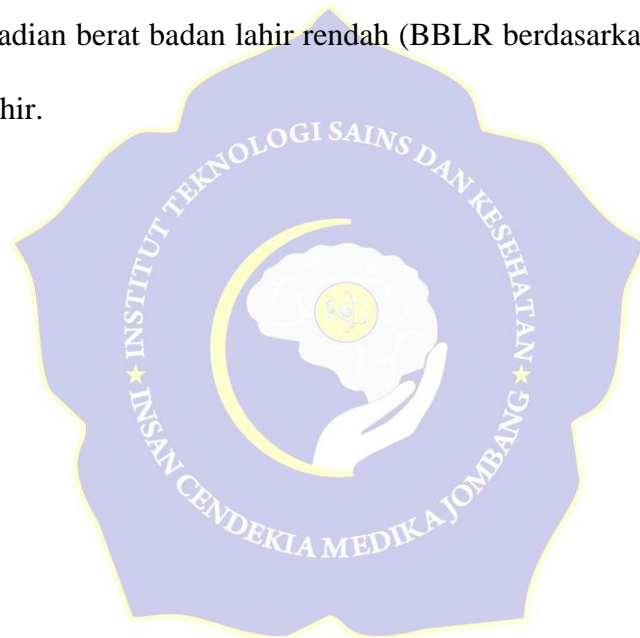 adian berat badan lahir rendah (BBLR berdasarka
hir.
INSTITUT TEKNOLOGI SAINS DAN KESEHATAN
★ INSAN CENDEKIA MEDIKA JOMBANG ★